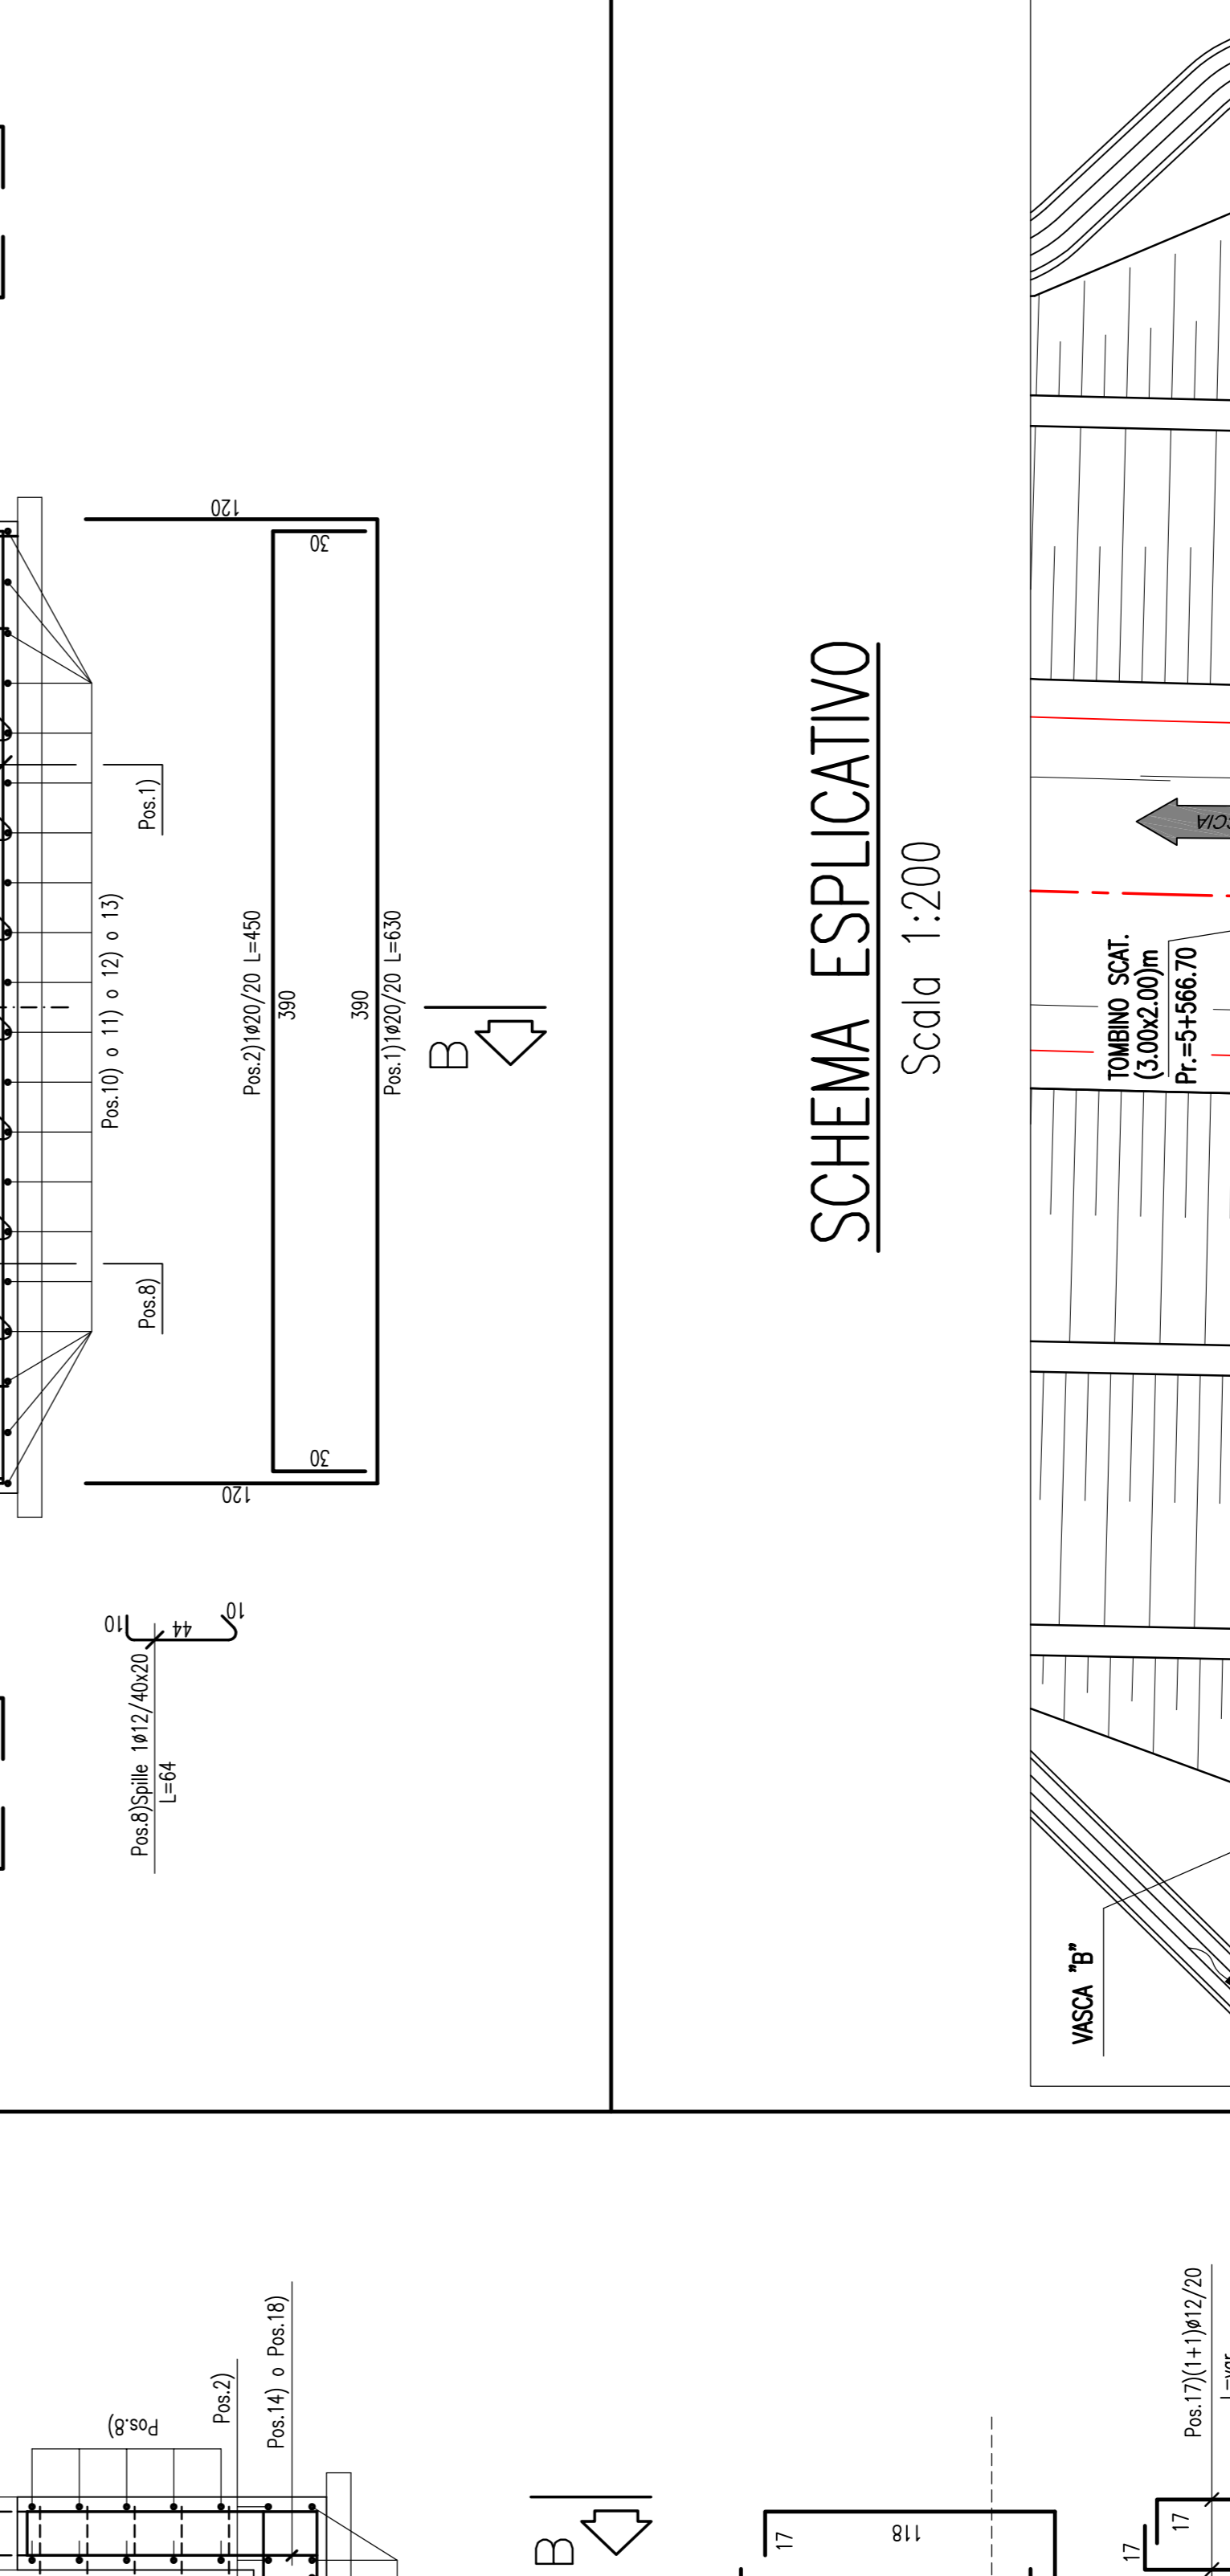 120
30
Pos.1)
Pos.10) o 11) o 12) o 13)
Pos.2)1ø20/20 L=450
390
390
Pos.1)1ø20/20 L=630
B
Pos.8)
30
120
10
44
10
Pos.8)Spille 1ø12/40x20
L=64
SCHEMA ESPLICATIVO
Scala 1:200
TOMBINO SCAT.
(3.00x2.00)m
Pr.=5+566.70
VASCA "B"
Pos.8)
Pos.2)
Pos.14) o Pos.18)
B
17
118
Pos.17)(1+1)ø12/20
L=var.
17
17